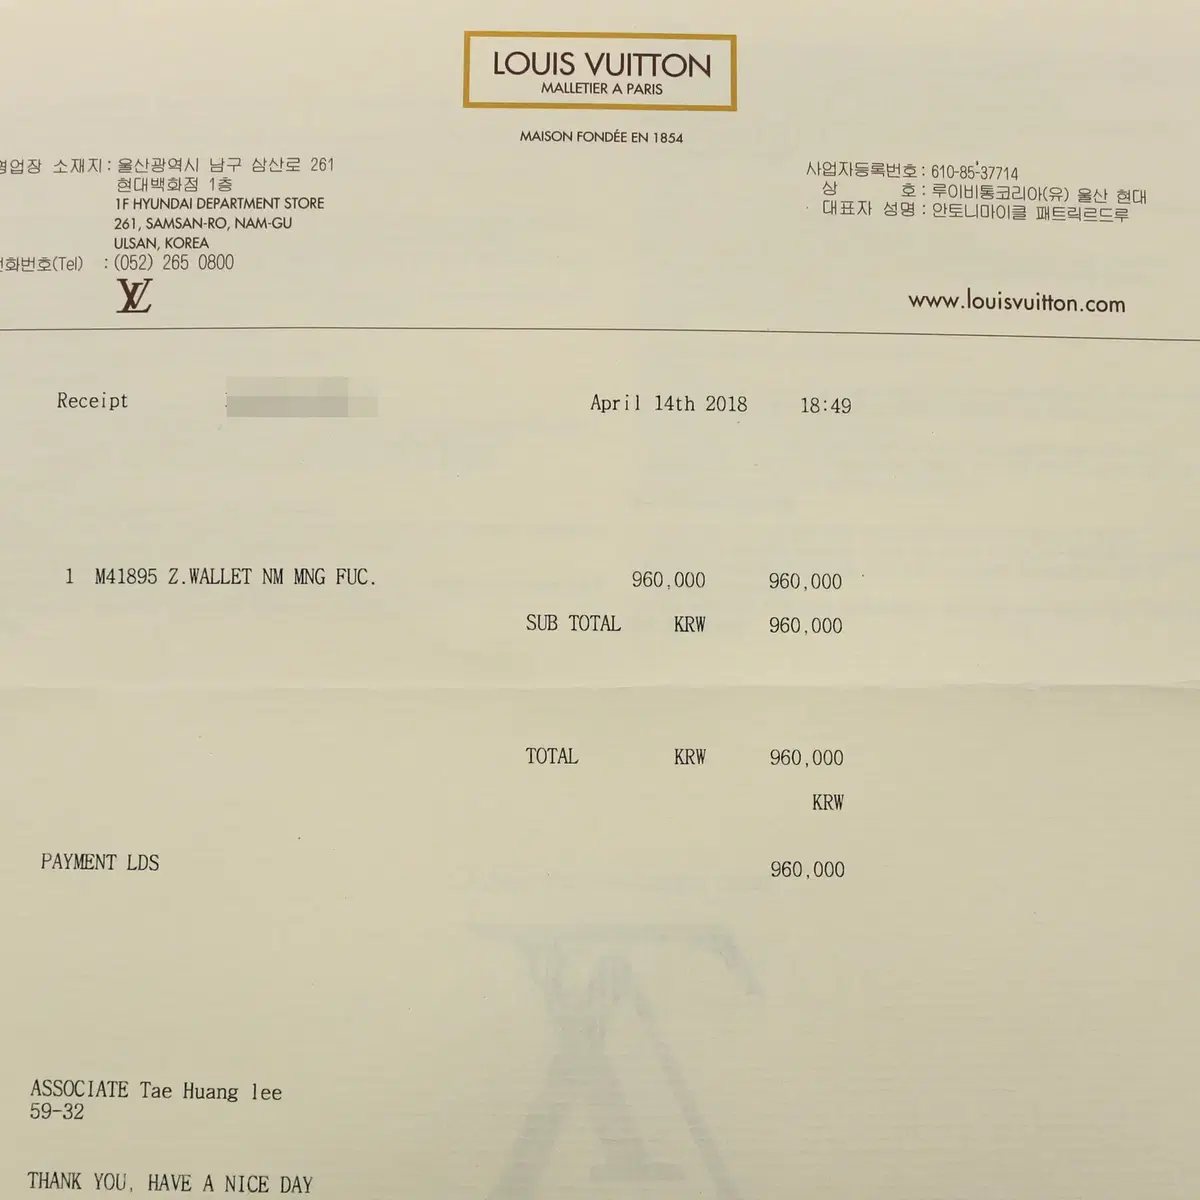 LOUIS VUITTON
MALLETIER A PARIS
MAISON FONDÉE EN 1854
형업장 소재지 : 울산광역시 남구 삼산로 261
현대백화점 1층
1F HYUNDAI DEPARTMENT STORE
261, SAMSAN-RO, NAM-GU
ULSAN, KOREA
전화번호(Tel) : (052) 265 0800
LV
사업자등록번호 : 610-85-37714
상 호 : 루이비통코리아(유) 울산 현대
대표자 성명 : 안토니마이클 패트릭르드루
www.louisvuitton.com
Receipt April 14th 2018 18:49
1 M41895 Z.WALLET NM MNG FUC. 960,000 960,000
SUB TOTAL KRW 960,000
TOTAL KRW 960,000
KRW
PAYMENT LDS 960,000
ASSOCIATE Tae Huang lee
59-32
THANK YOU, HAVE A NICE DAY